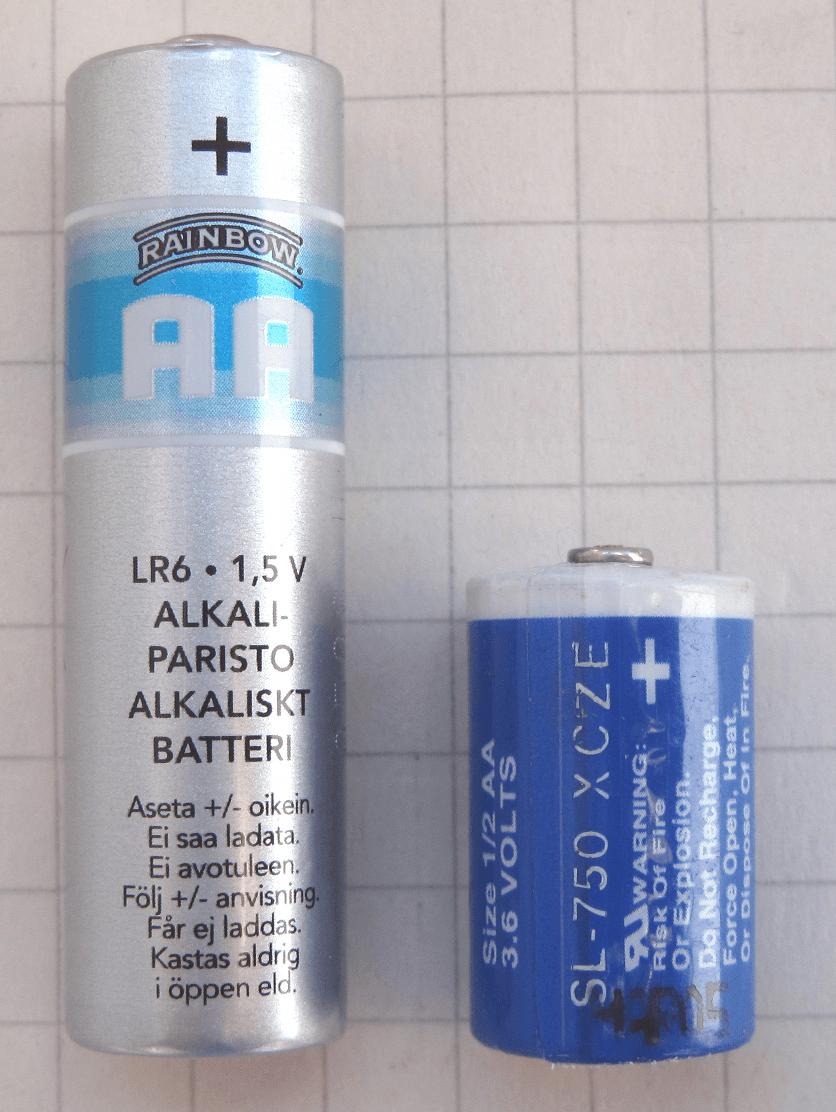 +
RAINBOW
AA
LR6 • 1,5 V
ALKALI-
PARISTO
ALKALISKT
BATTERI
Aseta +/- oikein.
Ei saa ladata.
Ei avotuleen.
Följ +/- anvisning.
Får ej laddas.
Kastas aldrig
i öppen eld.
Size 1/2 AA
3.6 VOLTS
SL-750 XCZE
+
WARNING:
Risk Of Fire
Or Explosion.
Do Not Recharge,
Force Open, Heat,
Or Dispose Of In Fire.